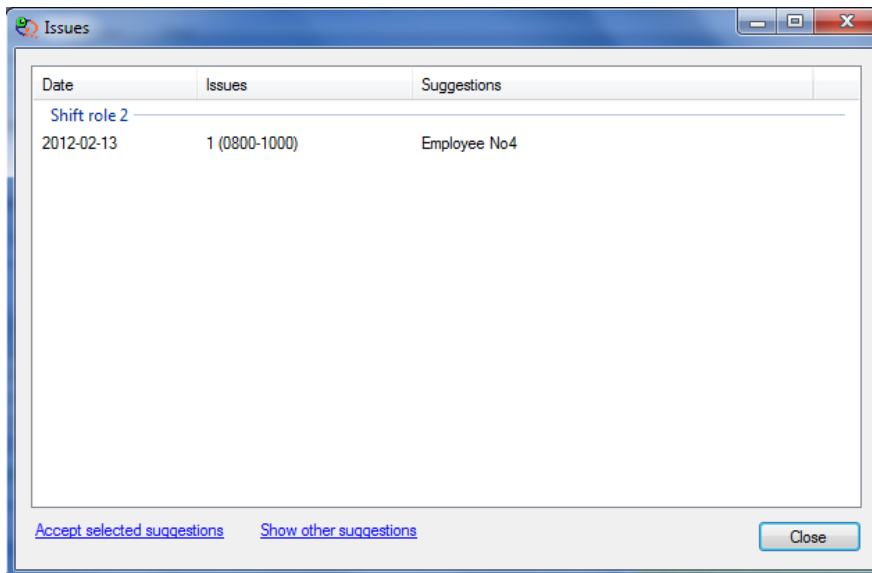 Issues
Date Issues Suggestions
Shift role 2
2012-02-13 1 (0800-1000) Employee No4
Accept selected suggestions Show other suggestions Close